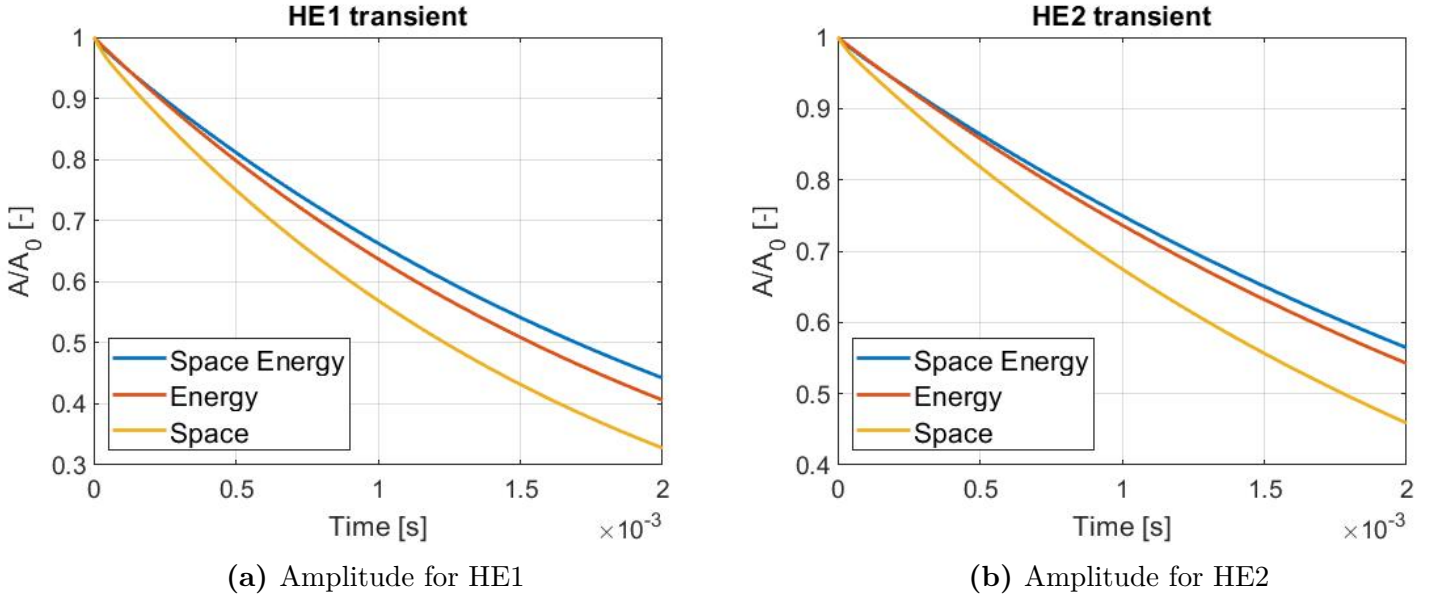 HE1 transient
1
0.9
0.8
0.7
0.6
0.5
0.4
0.3
A/A0 [-]
Space Energy
Energy
Space
0 0.5 1 1.5 2
Time [s]
×10-3
(a) Amplitude for HE1
HE2 transient
1
0.9
0.8
0.7
0.6
0.5
0.4
A/A0 [-]
Space Energy
Energy
Space
0 0.5 1 1.5 2
Time [s]
×10-3
(b) Amplitude for HE2